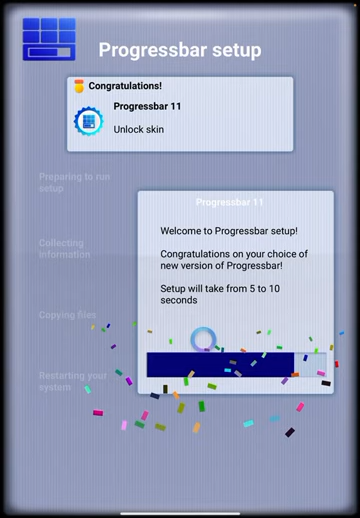 Progressbar setup
Congratulations!
Progressbar 11
Unlock skin
Preparing to run
setup
Collecting
information
Copying files
Restarting your
system
Progressbar 11
Welcome to Progressbar setup!
Congratulations on your choice of
new version of Progressbar!
Setup will take from 5 to 10
seconds